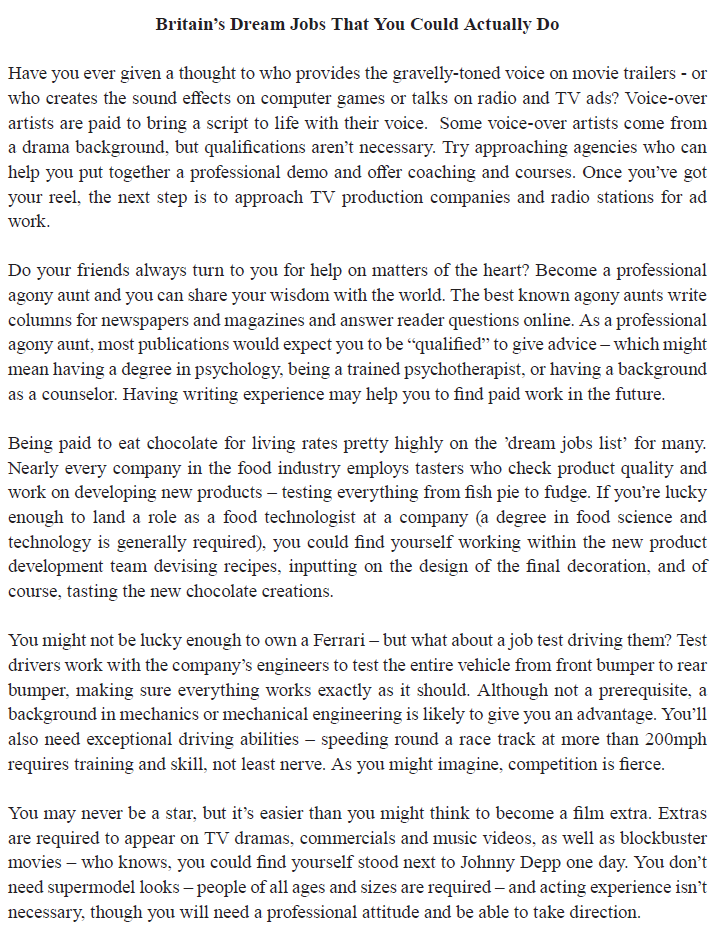 Britain’s Dream Jobs That You Could Actually Do
Have you ever given a thought to who provides the gravelly-toned voice on movie trailers - or
who creates the sound effects on computer games or talks on radio and TV ads? Voice-over
artists are paid to bring a script to life with their voice.  Some voice-over artists come from
a drama background, but qualifications aren’t necessary. Try approaching agencies who can
help you put together a professional demo and offer coaching and courses. Once you’ve got
your reel, the next step is to approach TV production companies and radio stations for ad
work.
Do your friends always turn to you for help on matters of the heart? Become a professional
agony aunt and you can share your wisdom with the world. The best known agony aunts write
columns for newspapers and magazines and answer reader questions online. As a professional
agony aunt, most publications would expect you to be “qualified” to give advice – which might
mean having a degree in psychology, being a trained psychotherapist, or having a background
as a counselor. Having writing experience may help you to find paid work in the future.
Being paid to eat chocolate for living rates pretty highly on the ’dream jobs list’ for many.
Nearly every company in the food industry employs tasters who check product quality and
work on developing new products – testing everything from fish pie to fudge. If you’re lucky
enough to land a role as a food technologist at a company (a degree in food science and
technology is generally required), you could find yourself working within the new product
development team devising recipes, inputting on the design of the final decoration, and of
course, tasting the new chocolate creations.
You might not be lucky enough to own a Ferrari – but what about a job test driving them? Test
drivers work with the company’s engineers to test the entire vehicle from front bumper to rear
bumper, making sure everything works exactly as it should. Although not a prerequisite, a
background in mechanics or mechanical engineering is likely to give you an advantage. You’ll
also need exceptional driving abilities – speeding round a race track at more than 200mph
requires training and skill, not least nerve. As you might imagine, competition is fierce.
You may never be a star, but it’s easier than you might think to become a film extra. Extras
are required to appear on TV dramas, commercials and music videos, as well as blockbuster
movies – who knows, you could find yourself stood next to Johnny Depp one day. You don’t
need supermodel looks – people of all ages and sizes are required – and acting experience isn’t
necessary, though you will need a professional attitude and be able to take direction.